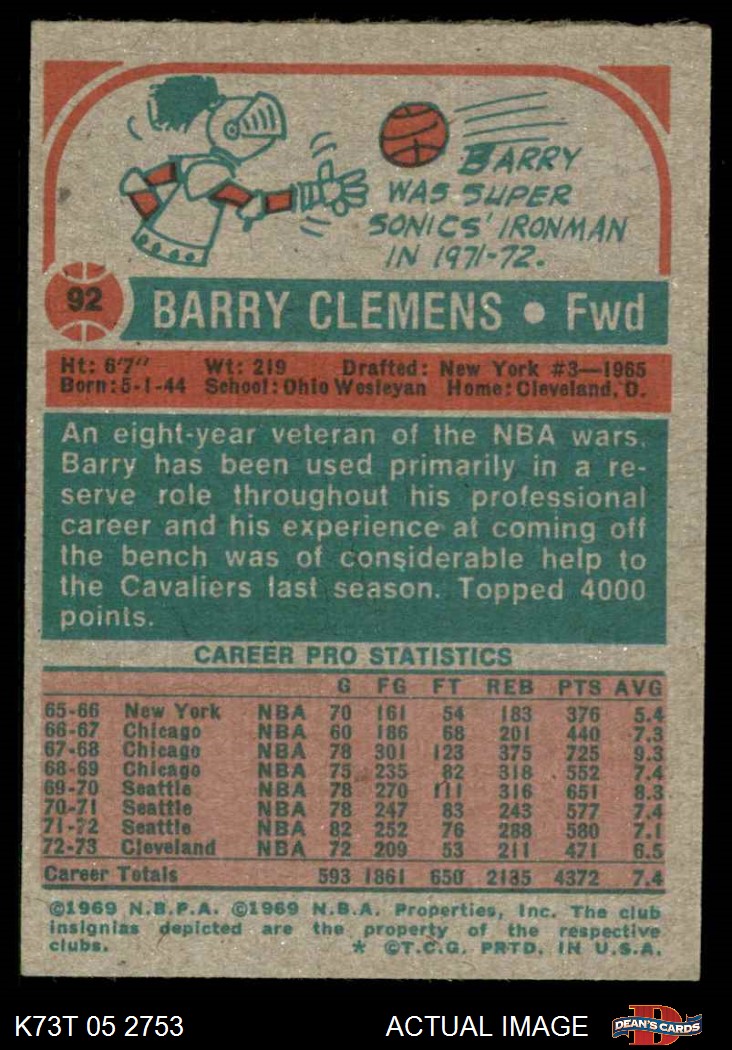 BARRY
WAS SUPER
SONICS' IRONMAN
IN 1971-72.
92
BARRY CLEMENS • Fwd
Ht: 6'7" Wt: 219 Drafted: New York #3—1965
Born: 5-1-44 School: Ohio Wesleyan Home: Cleveland, O.
An eight-year veteran of the NBA wars,
Barry has been used primarily in a re-
serve role throughout his professional
career and his experience at coming off
the bench was of considerable help to
the Cavaliers last season. Topped 4000
points.
CAREER PRO STATISTICS
G FG FT REB PTS AVG
65-66 New York NBA 70 161 54 183 376 5.4
66-67 Chicago NBA 60 186 68 201 440 7.3
67-68 Chicago NBA 78 301 123 375 725 9.3
68-69 Chicago NBA 75 235 82 318 552 7.4
69-70 Seattle NBA 78 270 111 316 651 8.3
70-71 Seattle NBA 78 247 83 243 577 7.4
71-72 Seattle NBA 82 252 76 288 580 7.1
72-73 Cleveland NBA 72 209 53 211 471 6.5
Career Totals 593 1861 650 2135 4372 7.4
©1969 N.B.P.A. ©1969 N.B.A. Properties, Inc. The club
insignias depicted are the property of the respective
clubs. * ©T.C.G. PRTD. IN U.S.A.
K73T 05 2753 ACTUAL IMAGE
D
DEAN'S CARDS